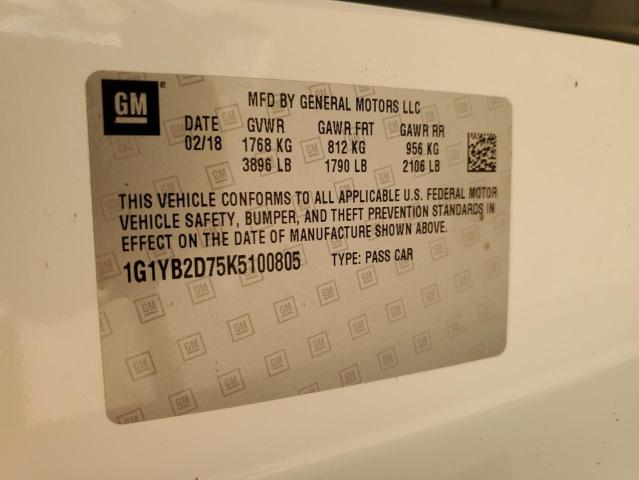 GM
MFD BY GENERAL MOTORS LLC
DATE GVWR GAWR FRT GAWR RR
02/18 1768 KG 812 KG 956 KG
3896 LB 1790 LB 2106 LB
THIS VEHICLE CONFORMS TO ALL APPLICABLE U.S. FEDERAL MOTOR
VEHICLE SAFETY, BUMPER, AND THEFT PREVENTION STANDARDS IN
EFFECT ON THE DATE OF MANUFACTURE SHOWN ABOVE.
1G1YB2D75K5100805 TYPE: PASS CAR